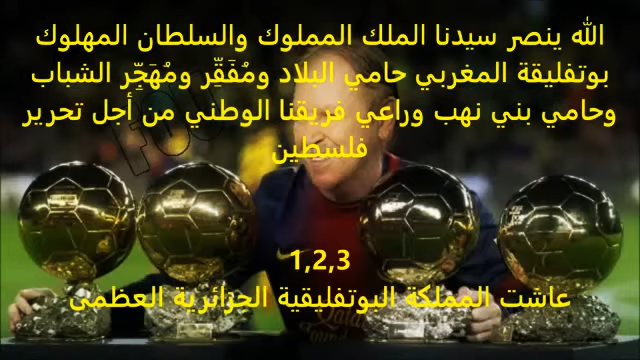 الله ينصر سيدنا الملك المملوك والسلطان المهلوك
بوتفليقة المغربي حامي البلاد ومُفَقِّر ومُهَجِّر الشباب
وحامي بني نهب وراعي فريقنا الوطني من أجل تحرير
فلسطين
FOU
1,2,3
عاشت المملكة البوتفليقية الجزائرية العظمى